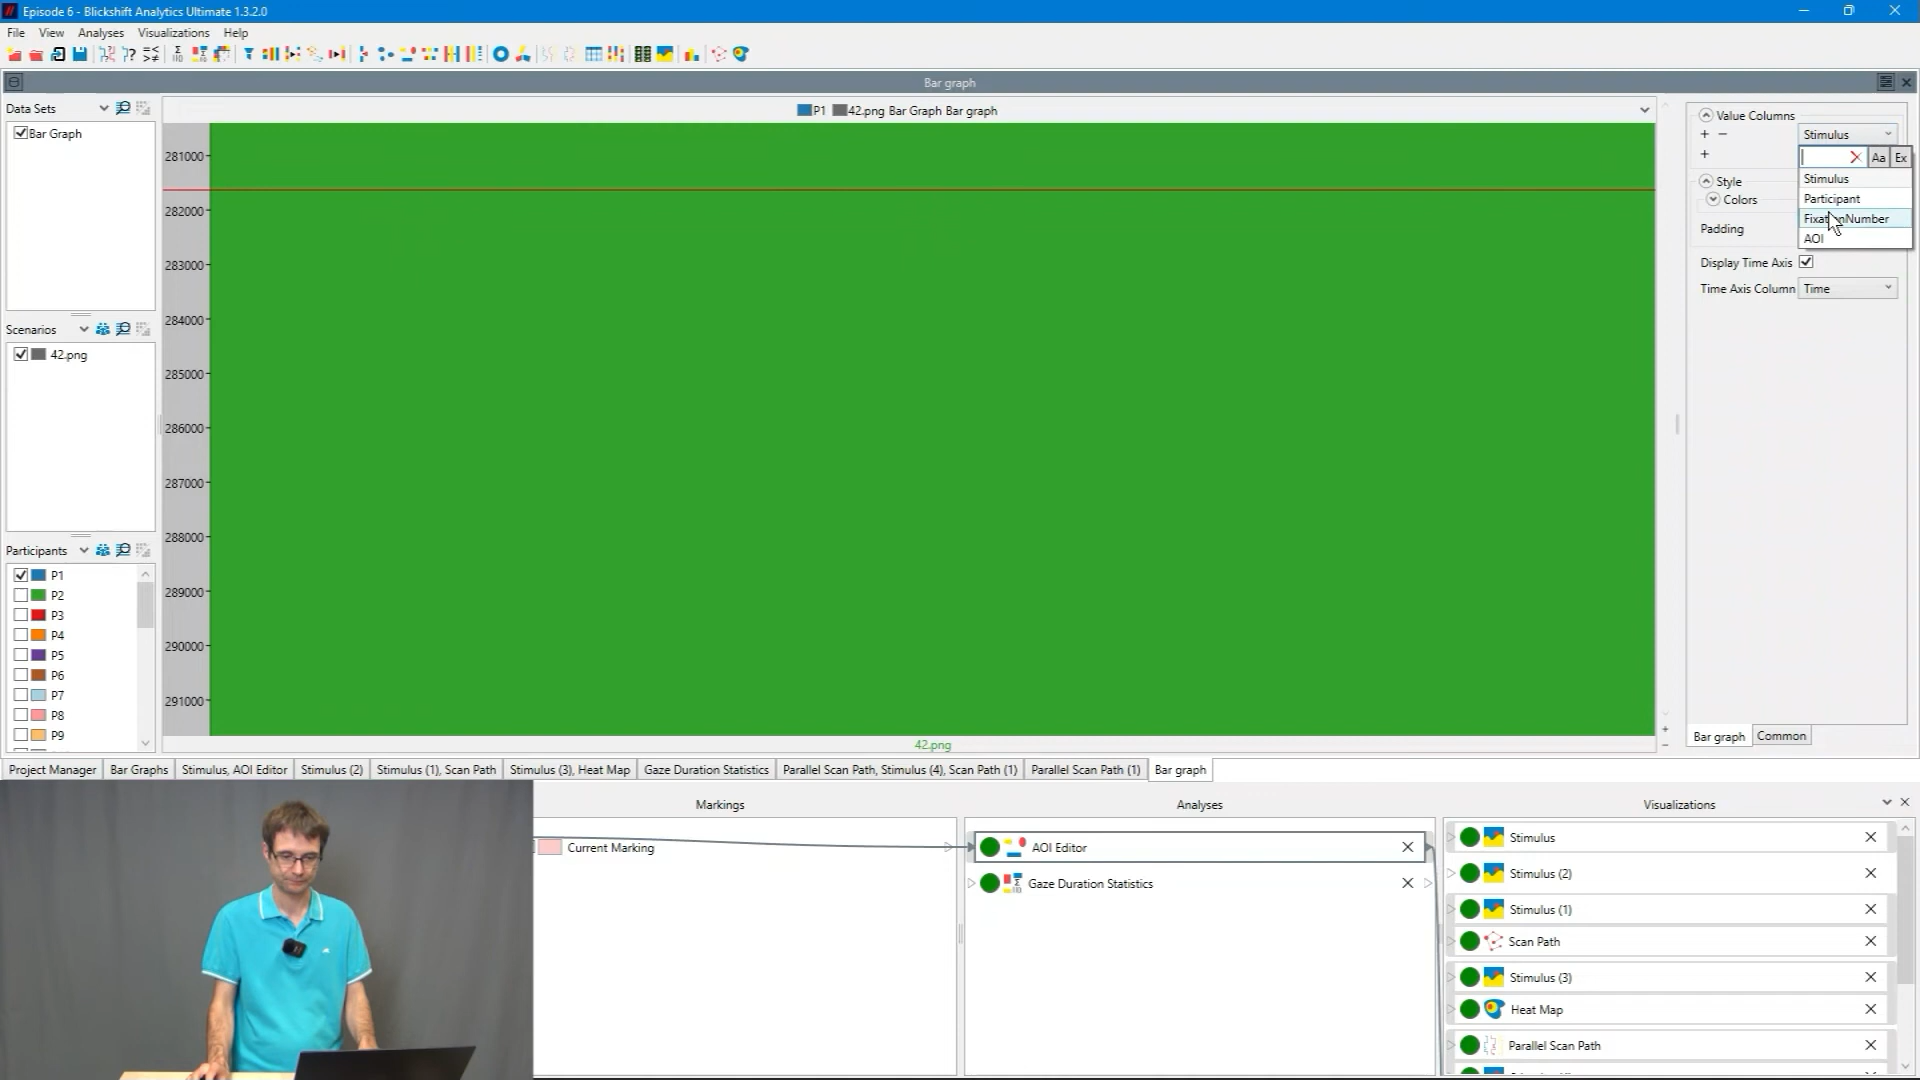 Episode 6 - Blickshift Analytics Ultimate 1.3.2.0
File View Analyses Visualizations Help
Bar graph
Data Sets
Bar Graph
Scenarios
42.png
Participants
P1
P2
P3
P4
P5
P6
P7
P8
P9
P1 42.png Bar Graph Bar graph
281000
282000
283000
284000
285000
286000
287000
288000
289000
290000
291000
42.png
Value Columns
+ − Stimulus
+ Aa Ex
Stimulus
Participant
FixationNumber
AOI
Style
Colors
Padding
Display Time Axis
Time Axis Column Time
Bar graph Common
Project Manager Bar Graphs Stimulus, AOI Editor Stimulus (2) Stimulus (1), Scan Path Stimulus (3), Heat Map Gaze Duration Statistics Parallel Scan Path, Stimulus (4), Scan Path (1) Parallel Scan Path (1) Bar graph
Markings
Current Marking
Analyses
AOI Editor
Gaze Duration Statistics
Visualizations
Stimulus
Stimulus (2)
Stimulus (1)
Scan Path
Stimulus (3)
Heat Map
Parallel Scan Path